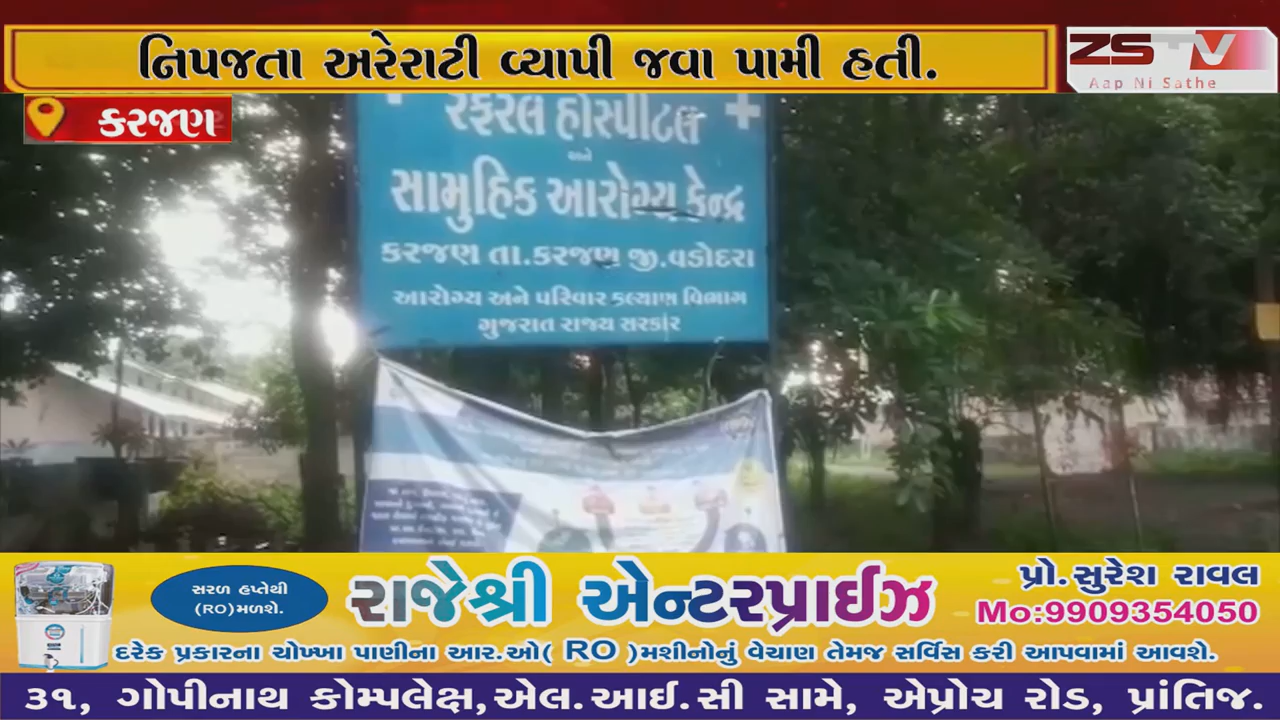 નિપજતા અરેરાટી વ્યાપી જવા પામી હતી.
ZSTV
Aap Ni Sathe
કરજણ
રેફરલ હોસ્પીટલ
અને
સામુહિક આરોગ્ય કેન્દ્ર
કરજણ તા.કરજણ જી.વડોદરા
આરોગ્ય અને પરિવાર કલ્યાણ વિભાગ
ગુજરાત રાજ્ય સરકાર
સરળ હપ્તેથી
(RO)મળશે.
રાજેશ્રી એન્ટરપ્રાઈઝ
પ્રો.સુરેશ રાવલ
Mo:9909354050
દરેક પ્રકારના ચોખ્ખા પાણીના આર.ઓ( RO )મશીનોનું વેચાણ તેમજ સર્વિસ કરી આપવામાં આવશે.
૩૧, ગોપીનાથ કોમ્પલેક્ષ,એલ.આઈ.સી સામે, એપ્રોચ રોડ, પ્રાંતિજ.